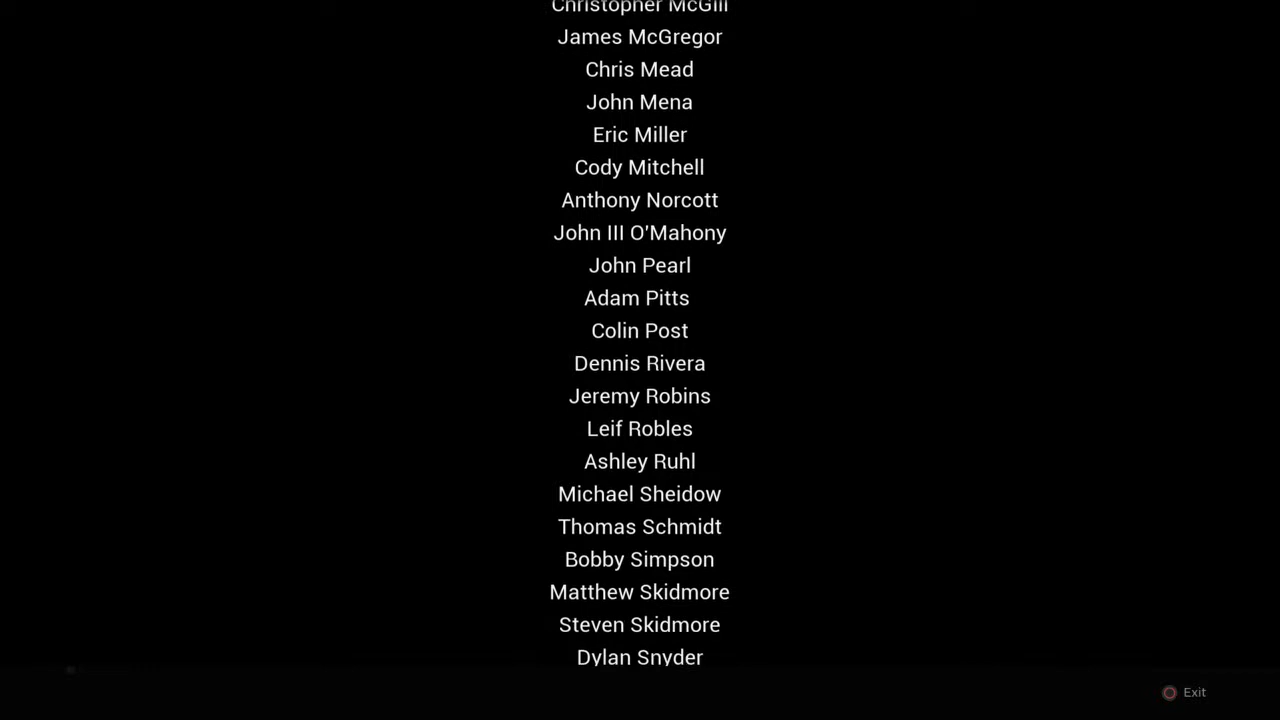 Christopher McGill
James McGregor
Chris Mead
John Mena
Eric Miller
Cody Mitchell
Anthony Norcott
John III O'Mahony
John Pearl
Adam Pitts
Colin Post
Dennis Rivera
Jeremy Robins
Leif Robles
Ashley Ruhl
Michael Sheidow
Thomas Schmidt
Bobby Simpson
Matthew Skidmore
Steven Skidmore
Dylan Snyder
Exit